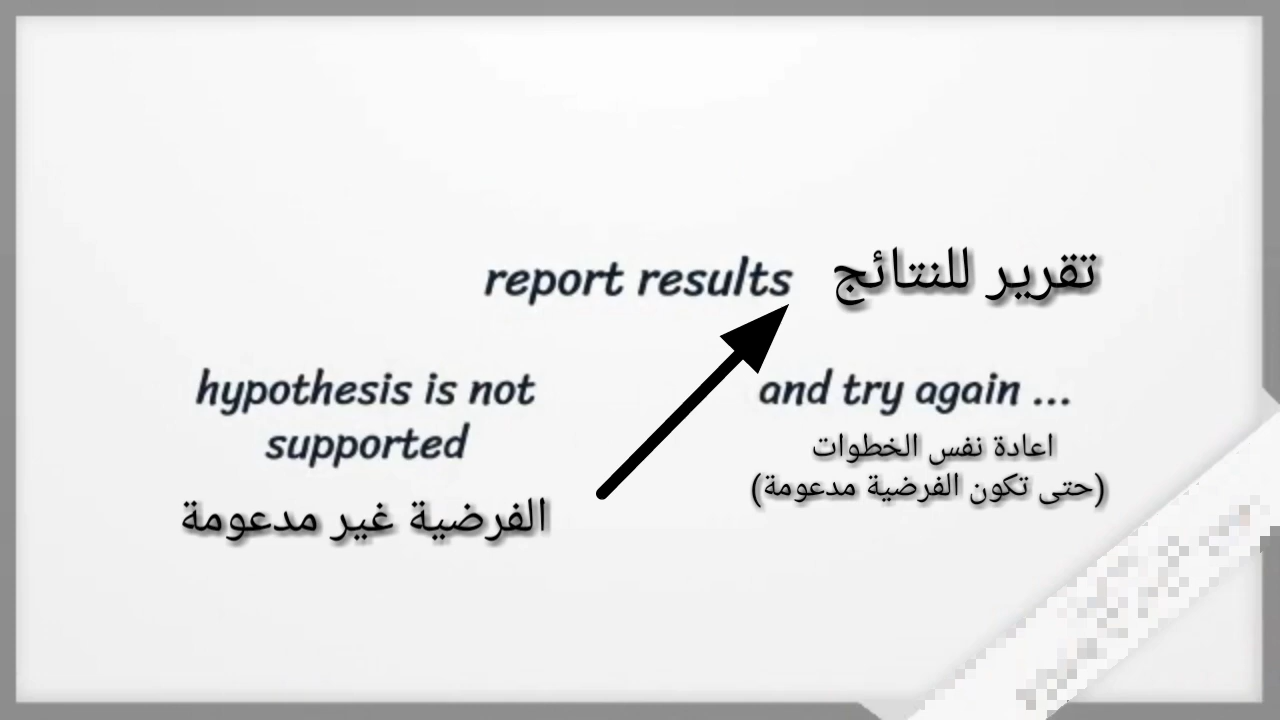 report results
تقرير للنتائج
hypothesis is not
supported
الفرضية غير مدعومة
and try again ...
اعادة نفس الخطوات
(حتى تكون الفرضية مدعومة)